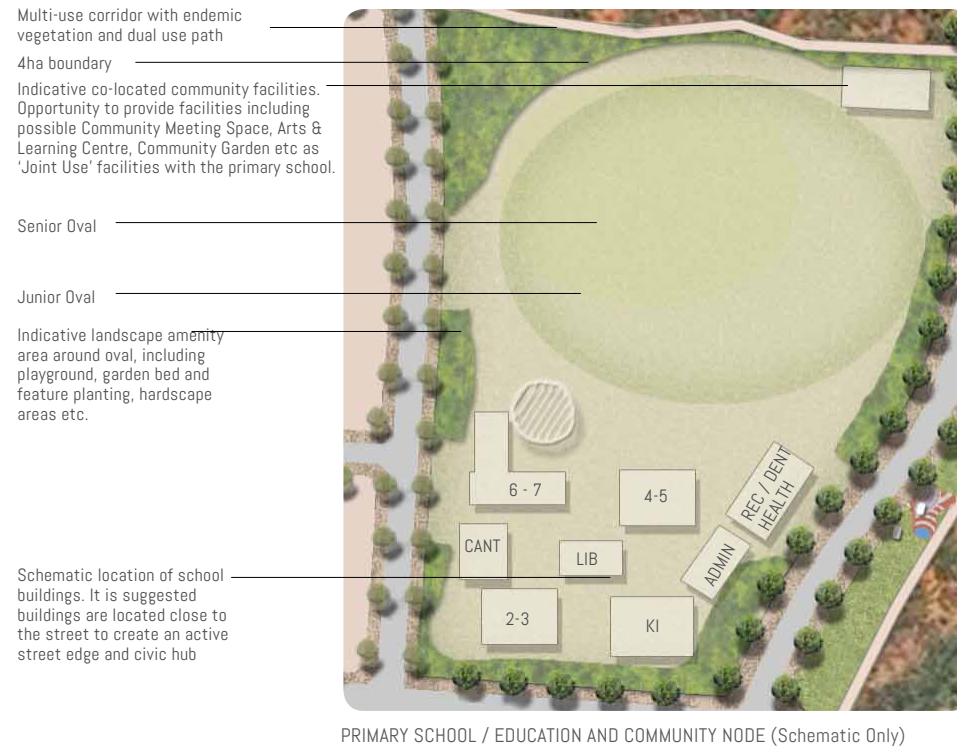 Multi-use corridor with endemic
vegetation and dual use path
4ha boundary
Indicative co-located community facilities.
Opportunity to provide facilities including
possible Community Meeting Space, Arts &
Learning Centre, Community Garden etc as
‘Joint Use’ facilities with the primary school.
Senior Oval
Junior Oval
Indicative landscape amenity
area around oval, including
playground, garden bed and
feature planting, hardscape
areas etc.
Schematic location of school
buildings. It is suggested
buildings are located close to
the street to create an active
street edge and civic hub
6 - 7
4-5
REC / DENT
HEALTH
CANT
LIB
ADMIN
2-3
KI
PRIMARY SCHOOL / EDUCATION AND COMMUNITY NODE (Schematic Only)